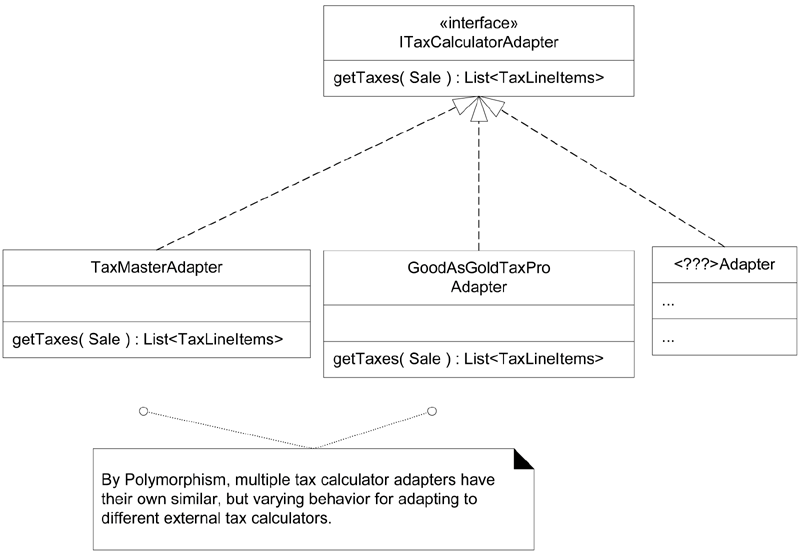 «interface»
ITaxCalculatorAdapter
getTaxes( Sale ) : List<TaxLineItems>
TaxMasterAdapter
getTaxes( Sale ) : List<TaxLineItems>
GoodAsGoldTaxPro
Adapter
getTaxes( Sale ) : List<TaxLineItems>
<???>Adapter
...
...
By Polymorphism, multiple tax calculator adapters have
their own similar, but varying behavior for adapting to
different external tax calculators.